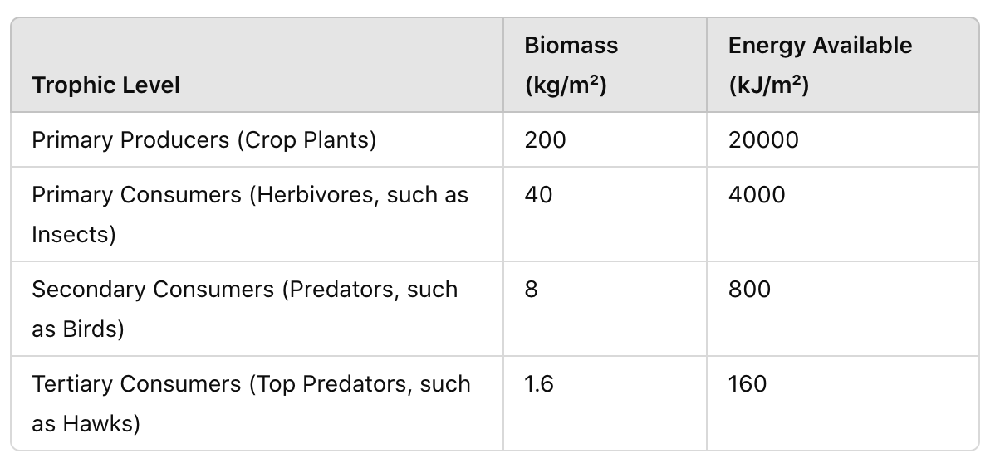 Trophic Level
Biomass
(kg/m²)
Energy Available
(kJ/m²)
Primary Producers (Crop Plants)
200
20000
Primary Consumers (Herbivores, such as
Insects)
40
4000
Secondary Consumers (Predators, such
as Birds)
8
800
Tertiary Consumers (Top Predators, such
as Hawks)
1.6
160